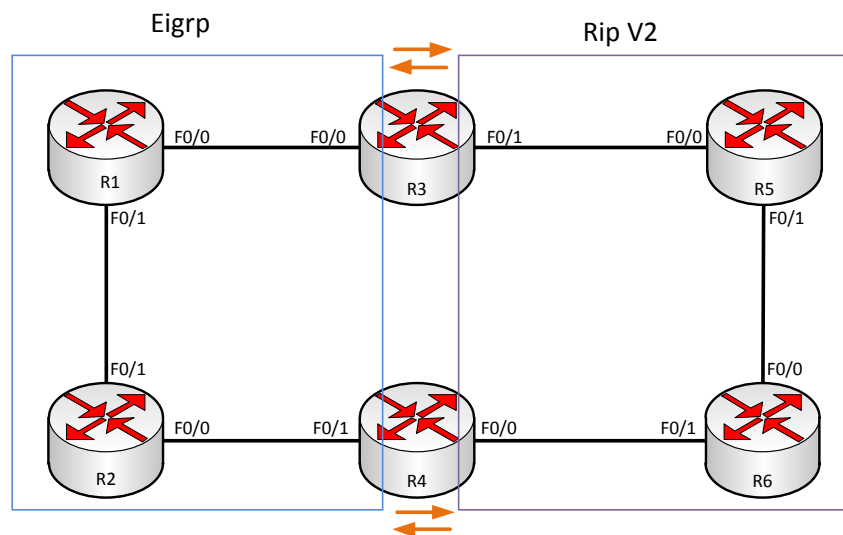 Eigrp
Rip V2
F0/0 F0/0 F0/1 F0/0
R1 R3 R5
F0/1 F0/1
F0/1 F0/0
F0/0 F0/1 F0/0 F0/1
R2 R4 R6